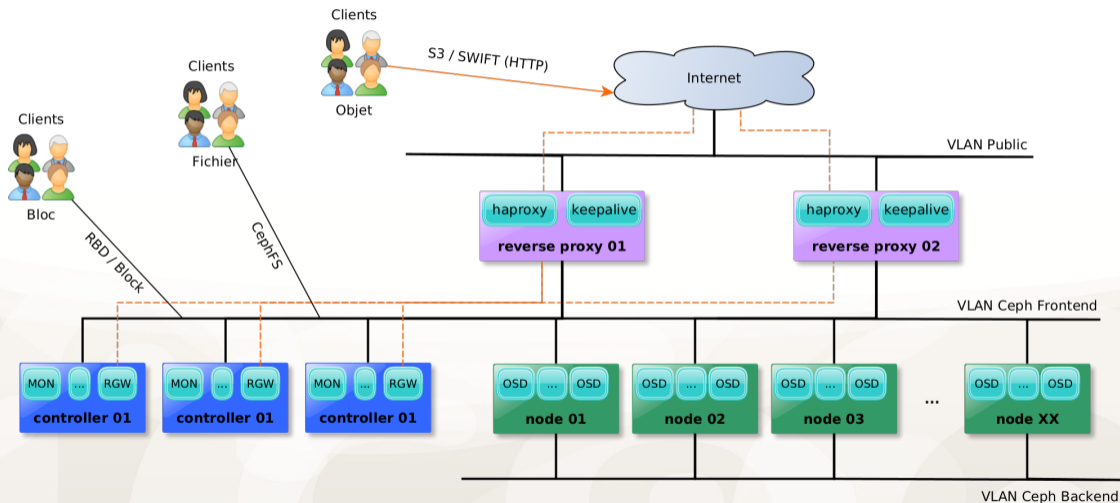 Clients
Objet
S3 / SWIFT (HTTP)
Internet
Clients
Fichier
Clients
Bloc
RBD / Block
CephFS
VLAN Public
haproxy keepalive
reverse proxy 01
haproxy keepalive
reverse proxy 02
VLAN Ceph Frontend
MON ... RGW
controller 01
MON ... RGW
controller 01
MON ... RGW
controller 01
OSD ... OSD
node 01
OSD ... OSD
node 02
OSD ... OSD
node 03
...
OSD ... OSD
node XX
VLAN Ceph Backend